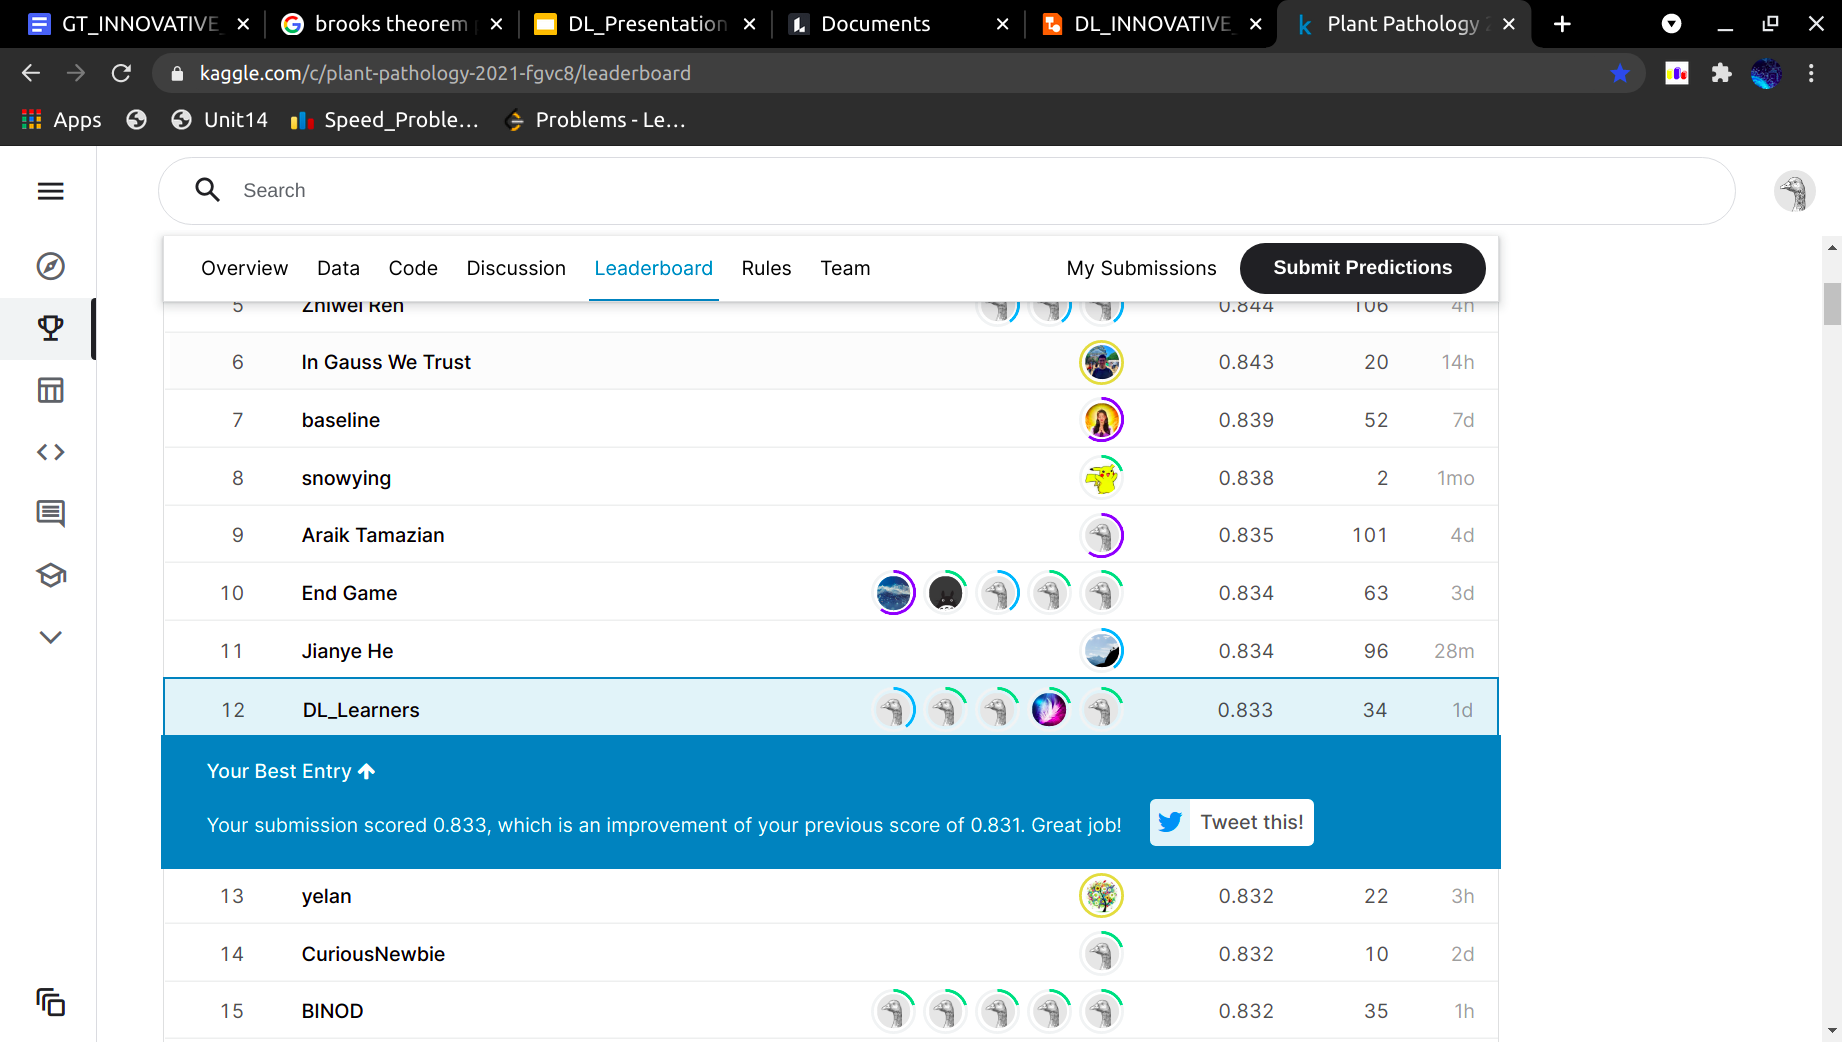 GT_INNOVATIVE_
brooks theorem
DL_Presentation
Documents
DL_INNOVATIVE_
Plant Pathology 2
kaggle.com/c/plant-pathology-2021-fgvc8/leaderboard
Apps
Unit14
Speed_Proble...
Problems - Le...
Search
Overview Data Code Discussion Leaderboard Rules Team My Submissions Submit Predictions
5 Zhiwei Ren 0.844 106 4h
6 In Gauss We Trust 0.843 20 14h
7 baseline 0.839 52 7d
8 snowying 0.838 2 1mo
9 Araik Tamazian 0.835 101 4d
10 End Game 0.834 63 3d
11 Jianye He 0.834 96 28m
12 DL_Learners 0.833 34 1d
Your Best Entry
Your submission scored 0.833, which is an improvement of your previous score of 0.831. Great job!
Tweet this!
13 yelan 0.832 22 3h
14 CuriousNewbie 0.832 10 2d
15 BINOD 0.832 35 1h